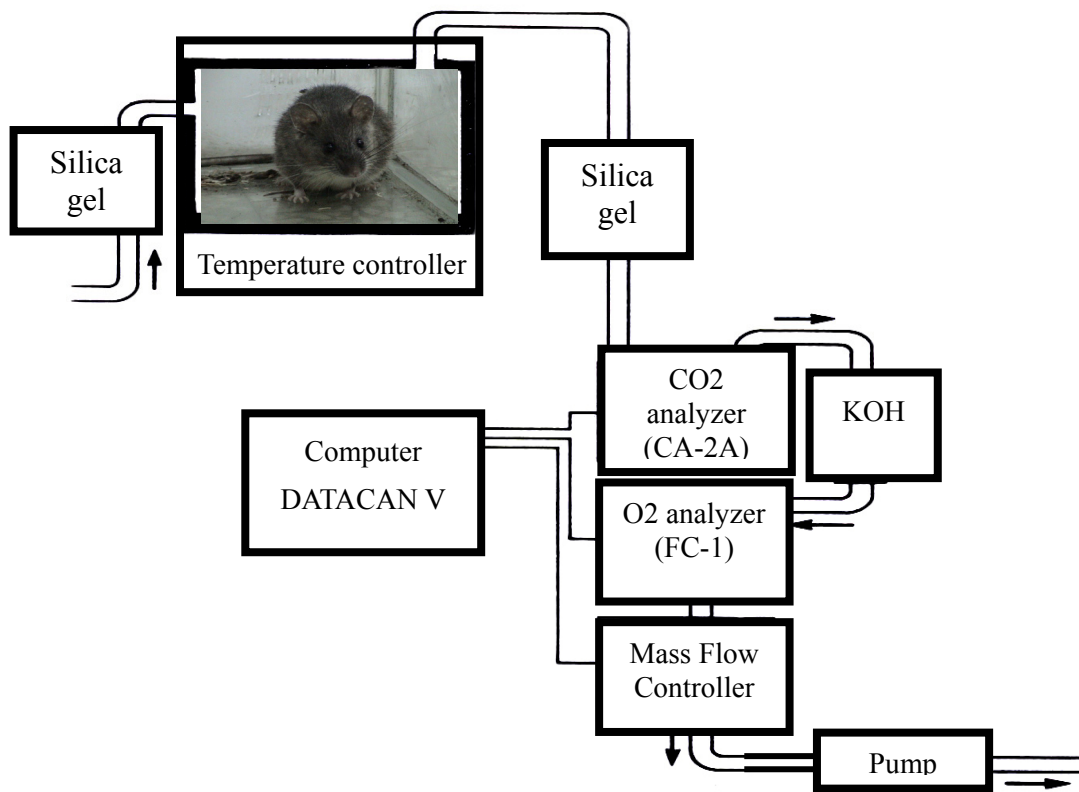 Silica
gel
Temperature controller
Silica
gel
CO2
analyzer
(CA-2A)
KOH
Computer
DATACAN V
O2 analyzer
(FC-1)
Mass Flow
Controller
Pump